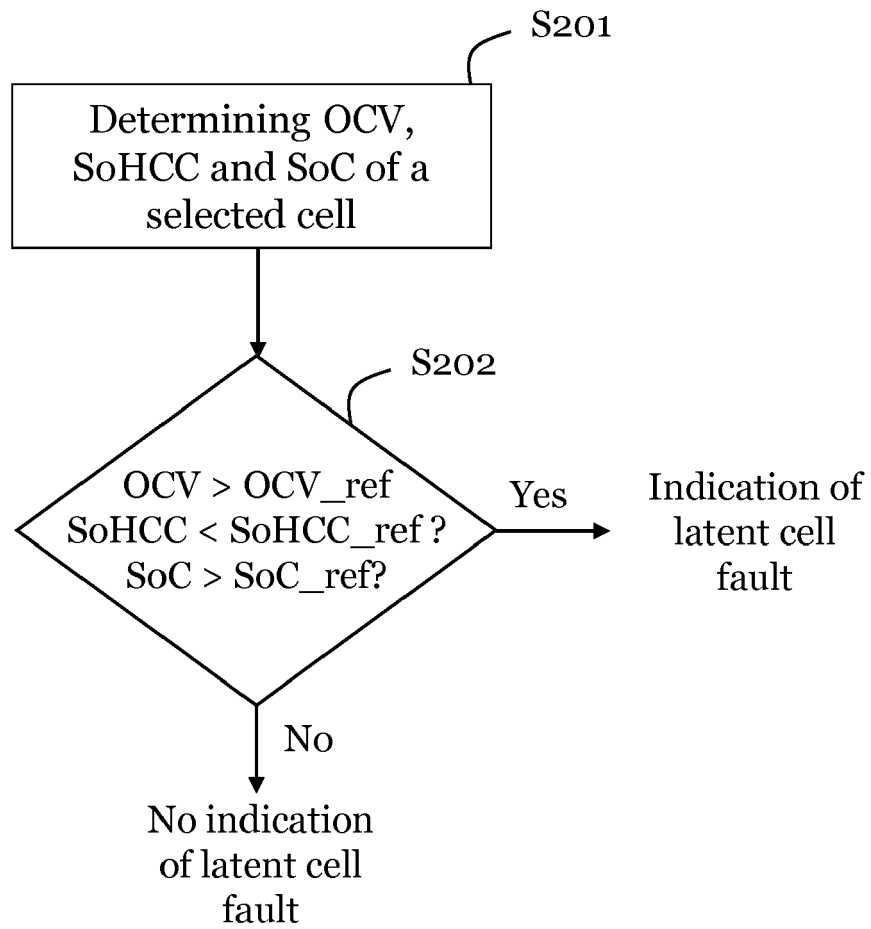 S201
Determining OCV,
SoHCC and SoC of a
selected cell
S202
OCV > OCV_ref
SoHCC < SoHCC_ref ?
SoC > SoC_ref?
Yes
Indication of
latent cell
fault
No
No indication
of latent cell
fault